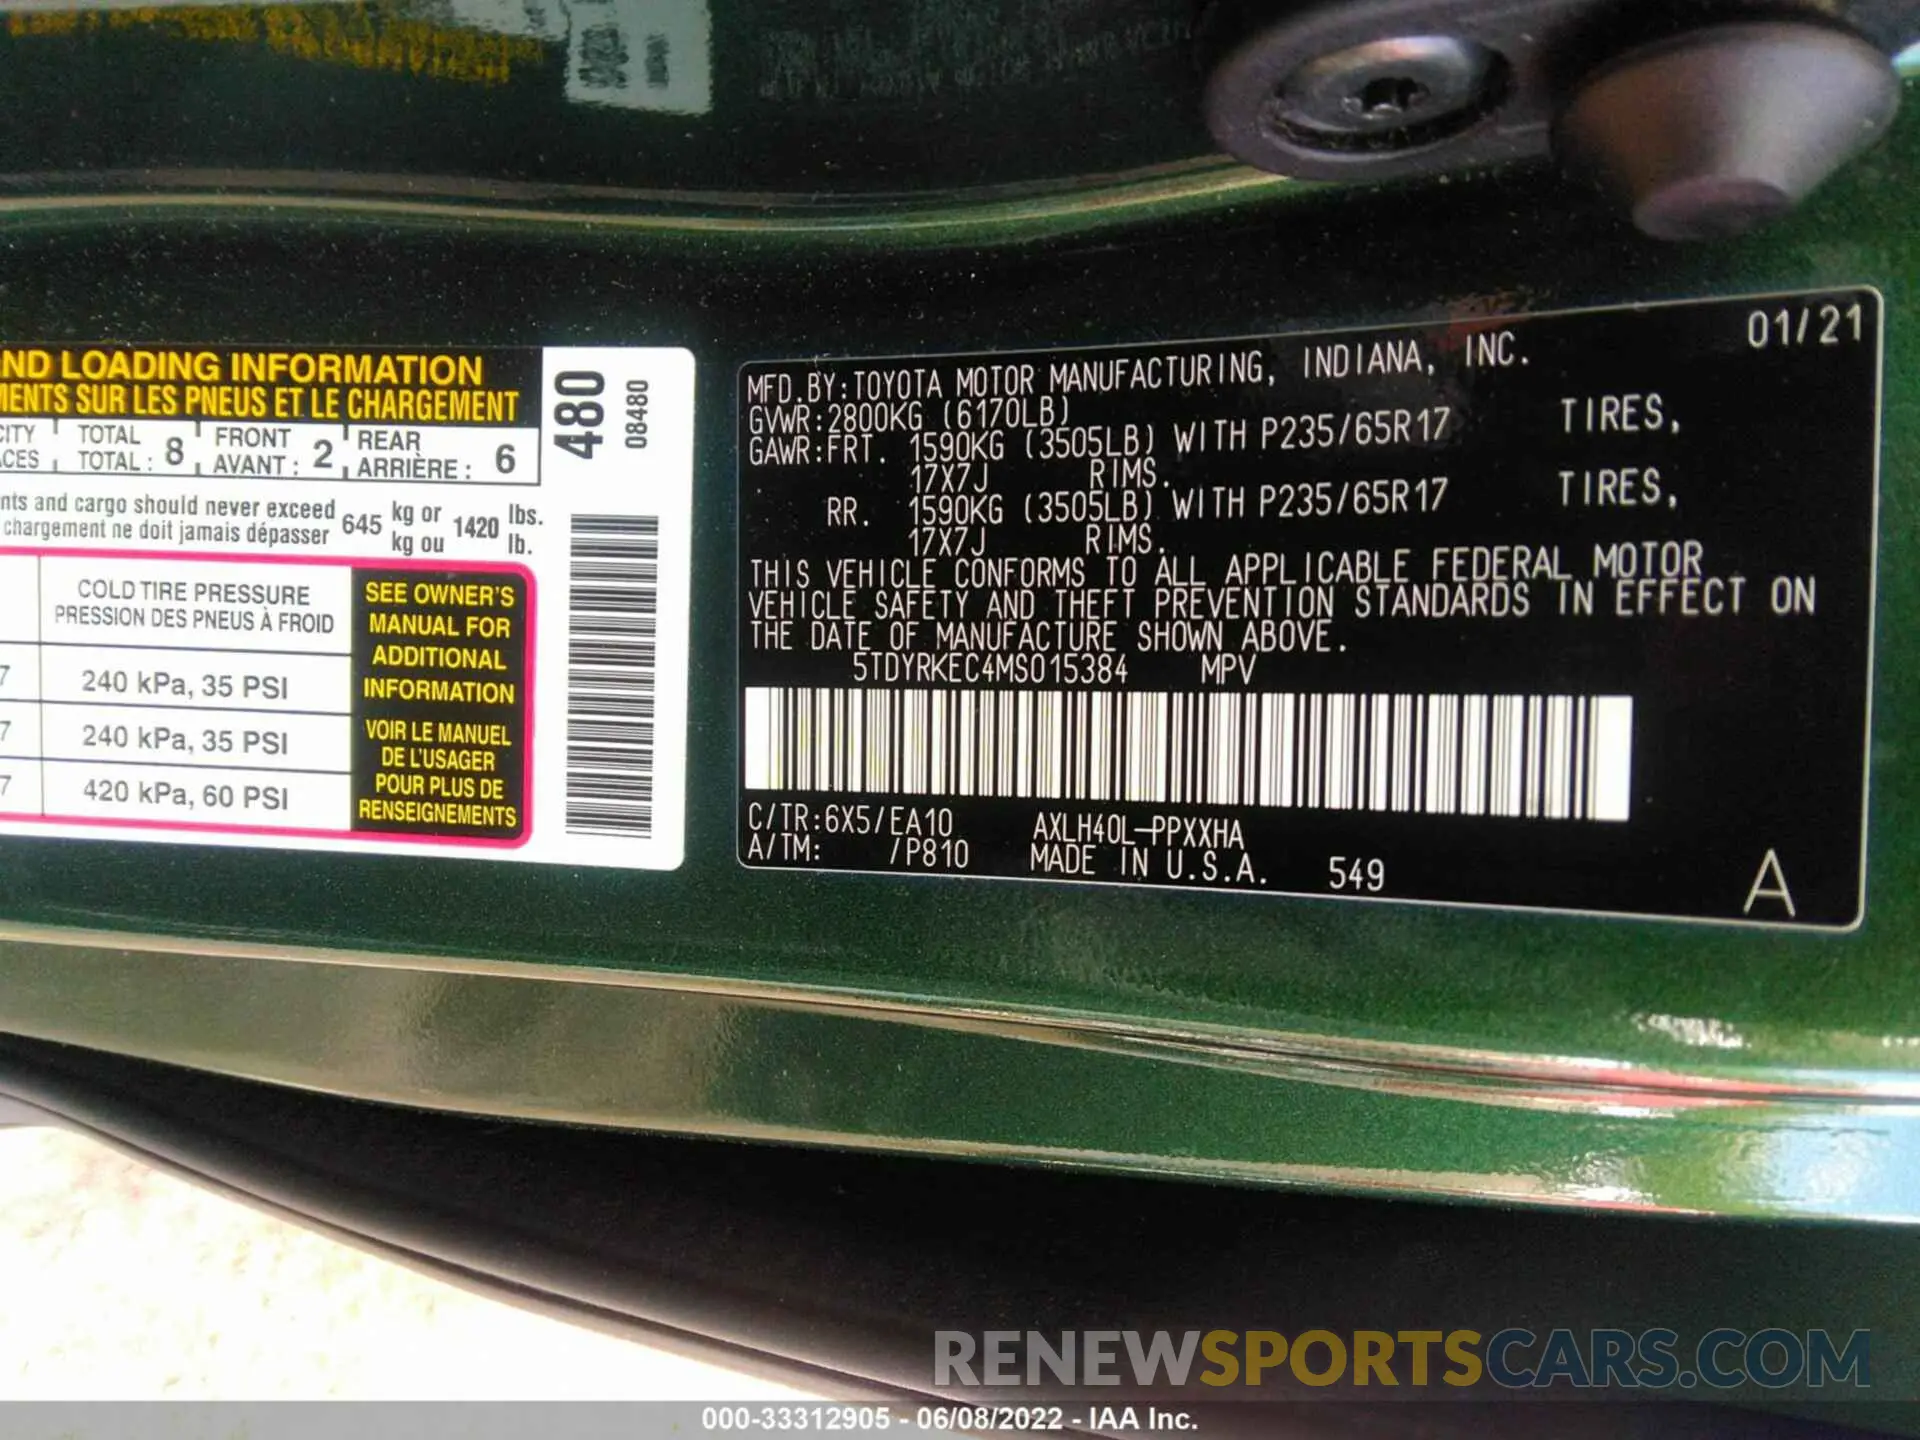 ND LOADING INFORMATION
MENTS SUR LES PNEUS ET LE CHARGEMENT
CITY TOTAL 8 FRONT 2 REAR 6
CES TOTAL : AVANT : ARRIÈRE :
nts and cargo should never exceed 645 kg or 1420 lbs.
chargement ne doit jamais dépasser kg ou lb.
COLD TIRE PRESSURE
PRESSION DES PNEUS À FROID
7 240 kPa, 35 PSI
7 240 kPa, 35 PSI
7 420 kPa, 60 PSI
SEE OWNER'S
MANUAL FOR
ADDITIONAL
INFORMATION
VOIR LE MANUEL
DE L'USAGER
POUR PLUS DE
RENSEIGNEMENTS
480
08480
01/21
MFD.BY:TOYOTA MOTOR MANUFACTURING, INDIANA, INC.
GVWR:2800KG (6170LB)
GAWR:FRT. 1590KG (3505LB) WITH P235/65R17 TIRES,
17X7J RIMS.
RR. 1590KG (3505LB) WITH P235/65R17 TIRES,
17X7J RIMS.
THIS VEHICLE CONFORMS TO ALL APPLICABLE FEDERAL MOTOR
VEHICLE SAFETY AND THEFT PREVENTION STANDARDS IN EFFECT ON
THE DATE OF MANUFACTURE SHOWN ABOVE.
5TDYRKEC4MS015384 MPV
C/TR:6X5/EA10 AXLH40L-PPXXHA
A/TM: /P810 MADE IN U.S.A. 549
A
RENEWSPORTSCARS.COM
000-33312905 - 06/08/2022 - IAA Inc.